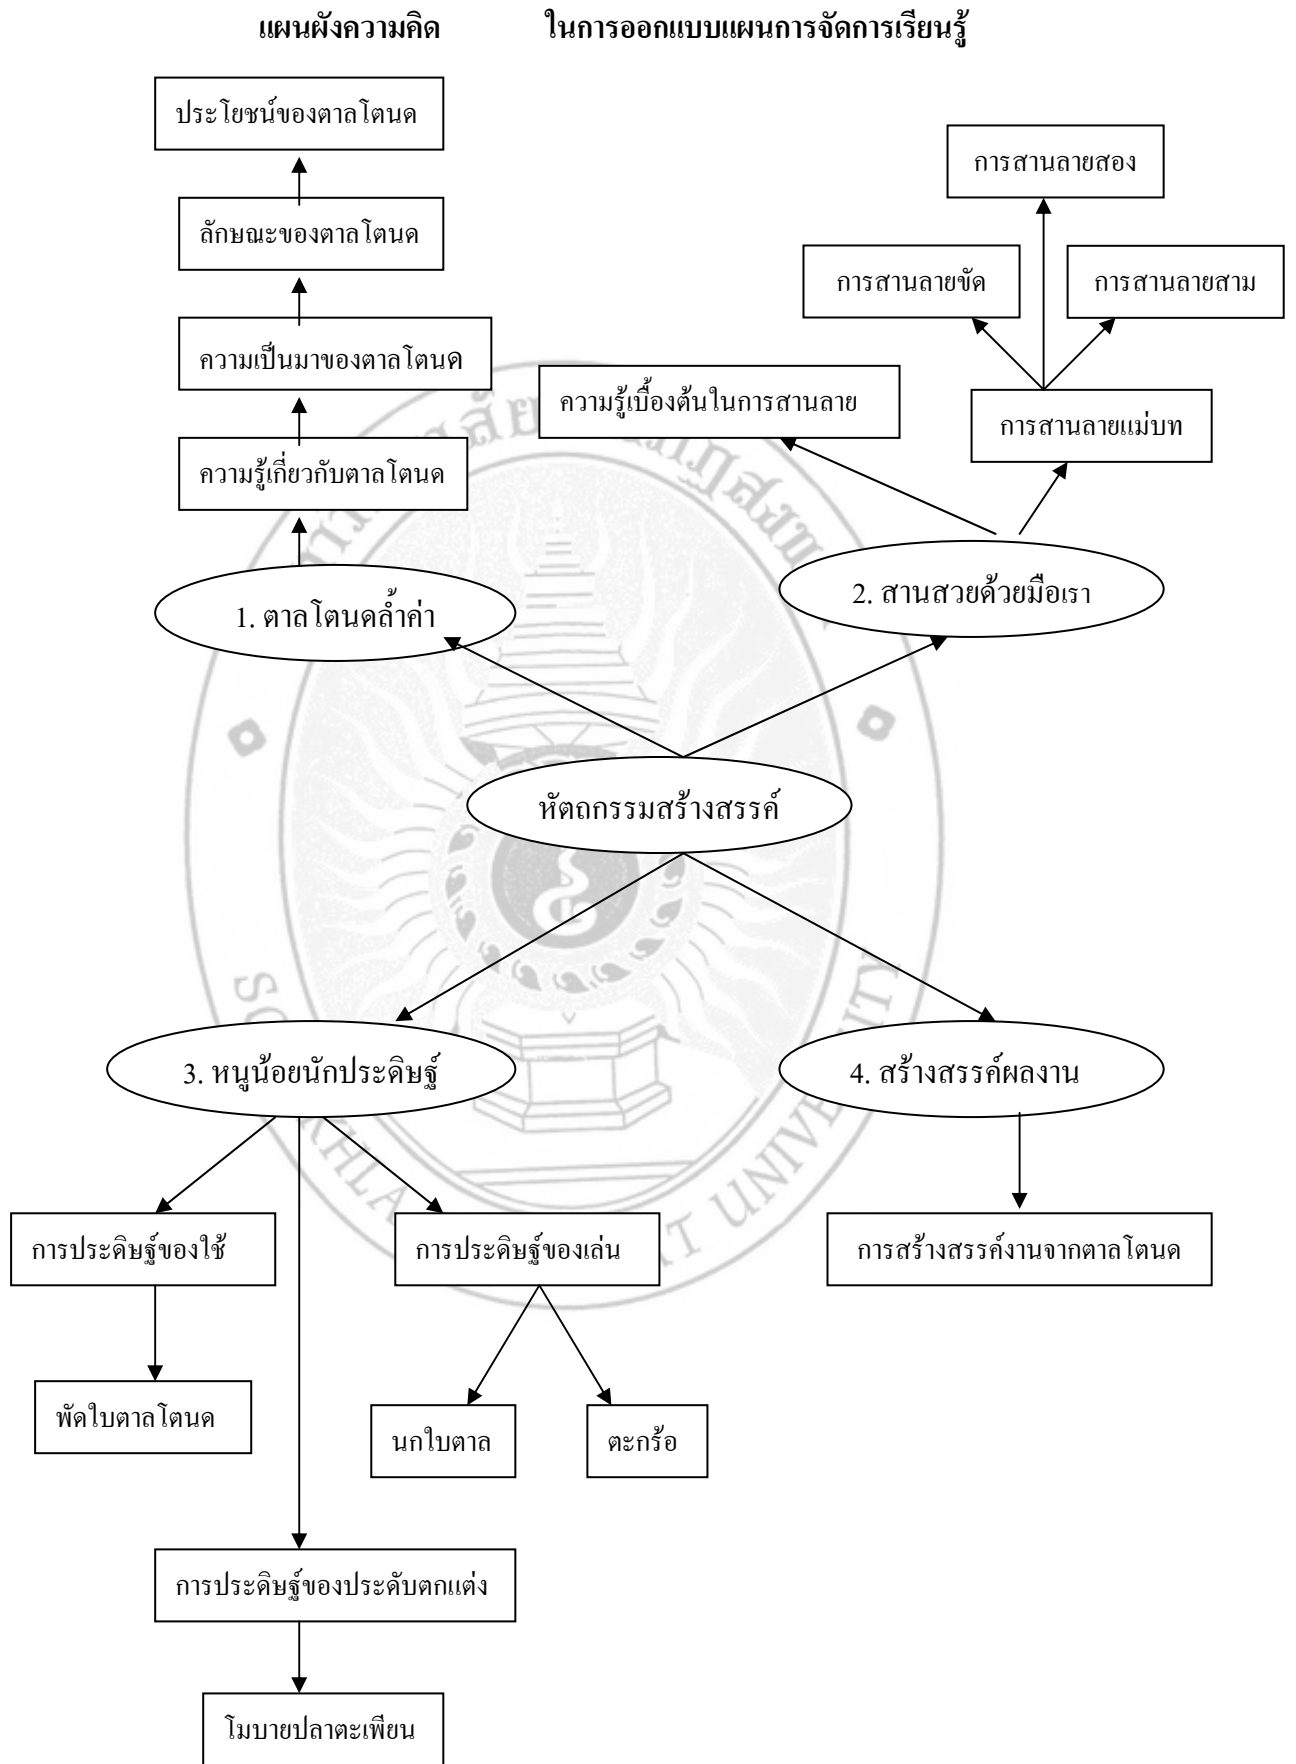 แผนผังความคิด ในการออกแบบแผนการจัดการเรียนรู้
ประโยชน์ของตาลโตนด
การสานลายสอง
ลักษณะของตาลโตนด
การสานลายขัด
การสานลายสาม
ความเป็นมาของตาลโตนด
ความรู้เบื้องต้นในการสานลาย
การสานลายแม่บท
ความรู้เกี่ยวกับตาลโตนด
1. ตาลโตนดล้ำค่า
2. สานสวยด้วยมือเรา
หัตถกรรมสร้างสรรค์
3. หนูน้อยนักประดิษฐ์
4. สร้างสรรค์ผลงาน
การประดิษฐ์ของใช้
การประดิษฐ์ของเล่น
การสร้างสรรค์งานจากตาลโตนด
พัดใบตาลโตนด
นกใบตาล
ตะกร้อ
การประดิษฐ์ของประดับตกแต่ง
โมบายปลาตะเพียน